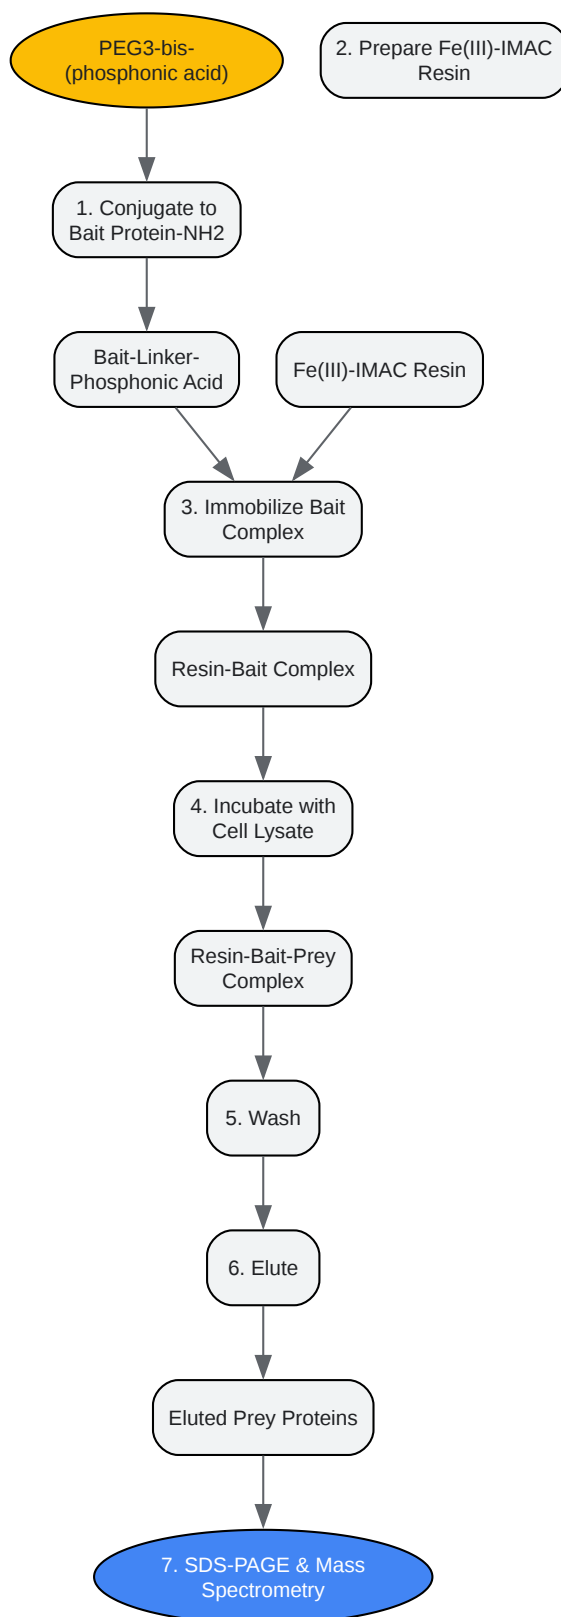 PEG3-bis-
(phosphonic acid)
2. Prepare Fe(III)-IMAC
Resin
1. Conjugate to
Bait Protein-NH2
Bait-Linker-
Phosphonic Acid
Fe(III)-IMAC Resin
3. Immobilize Bait
Complex
Resin-Bait Complex
4. Incubate with
Cell Lysate
Resin-Bait-Prey
Complex
5. Wash
6. Elute
Eluted Prey Proteins
7. SDS-PAGE & Mass
Spectrometry